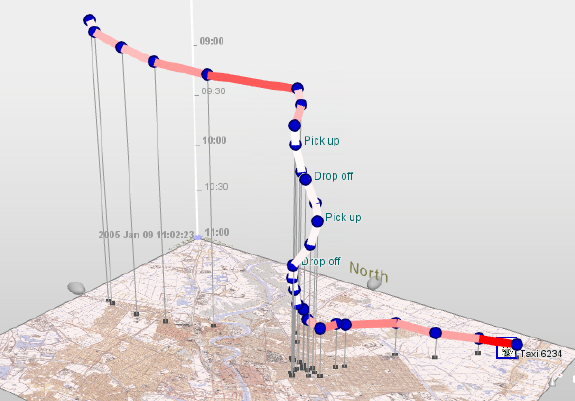 09:00
09:30
10:00
Pick up
Drop off
10:30
Pick up
11:00
2005 Jan 09 11:02:23
Drop off
North
Taxi 6234